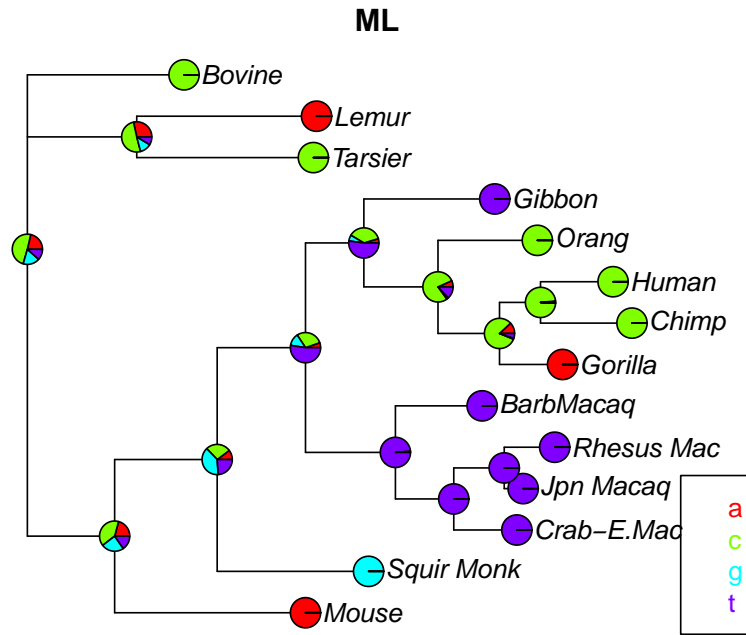 ML
Bovine
Lemur
Tarsier
Gibbon
Orang
Human
Chimp
Gorilla
BarbMacaq
Rhesus Mac
Jpn Macaq
Crab−E.Mac
Squir Monk
Mouse
a
c
g
t